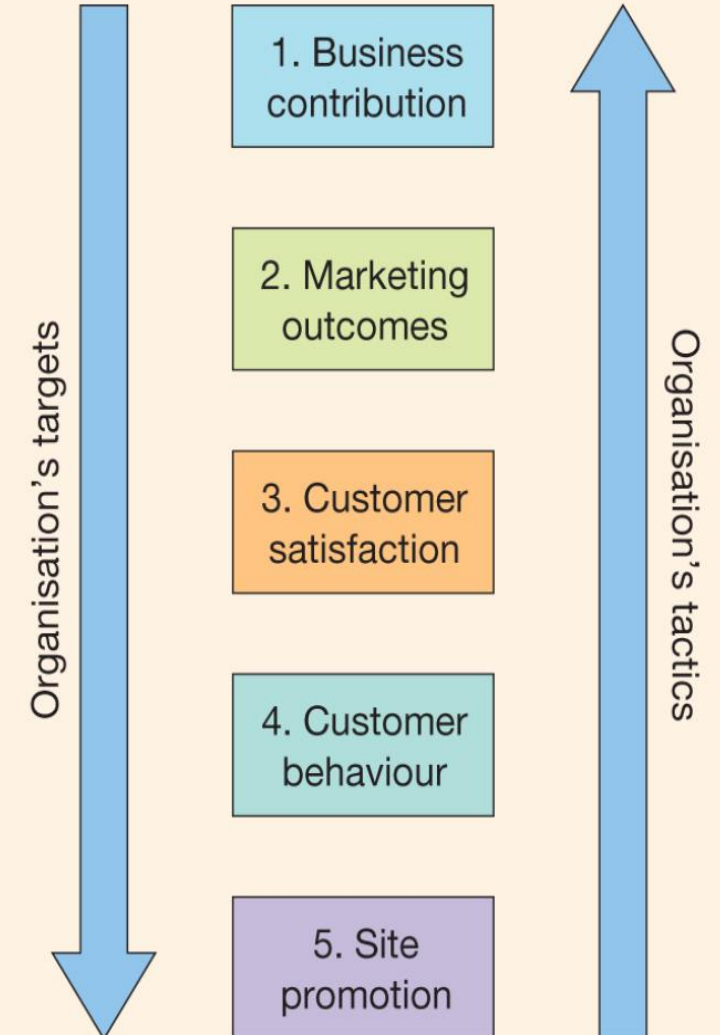 1. Business
contribution
2. Marketing
outcomes
Organisation's targets
Organisation's tactics
3. Customer
satisfaction
4. Customer
behaviour
5. Site
promotion